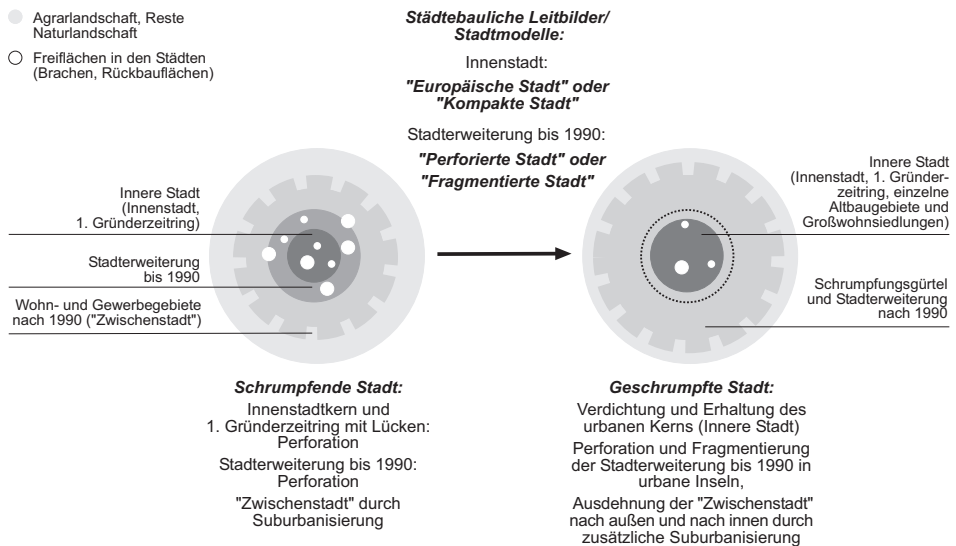 Agrarlandschaft, Reste
Naturlandschaft
Freiflächen in den Städten
(Brachen, Rückbauflächen)
Städtebauliche Leitbilder/
Stadtmodelle:
Innenstadt:
"Europäische Stadt" oder
"Kompakte Stadt"
Stadterweiterung bis 1990:
"Perforierte Stadt" oder
"Fragmentierte Stadt"
Innere Stadt
(Innenstadt,
1. Gründerzeitring)
Stadterweiterung
bis 1990
Wohn- und Gewerbegebiete
nach 1990 ("Zwischenstadt")
Innere Stadt
(Innenstadt, 1. Gründer-
zeitring, einzelne
Altbaugebiete und
Großwohnsiedlungen)
Schrumpfungsgürtel
und Stadterweiterung
nach 1990
Schrumpfende Stadt:
Innenstadtkern und
1. Gründerzeitring mit Lücken:
Perforation
Stadterweiterung bis 1990:
Perforation
"Zwischenstadt" durch
Suburbanisierung
Geschrumpfte Stadt:
Verdichtung und Erhaltung des
urbanen Kerns (Innere Stadt)
Perforation und Fragmentierung
der Stadterweiterung bis 1990 in
urbane Inseln,
Ausdehnung der "Zwischenstadt"
nach außen und nach innen durch
zusätzliche Suburbanisierung